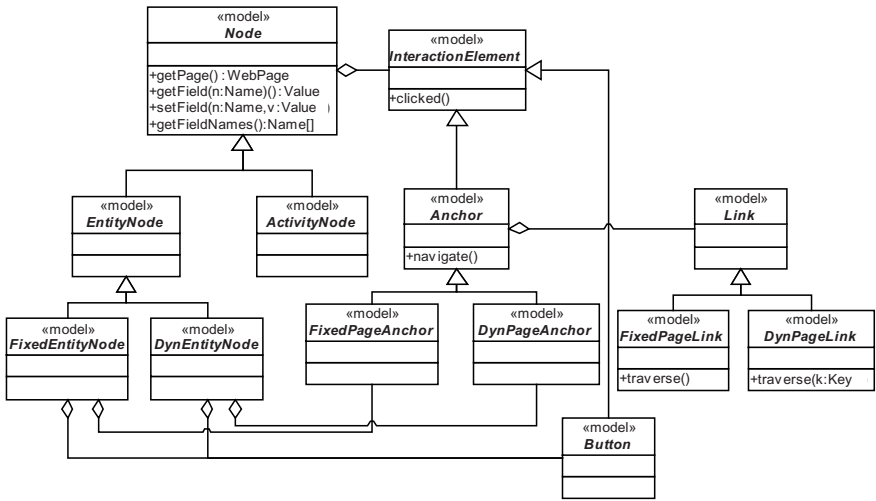 «model»
Node
+getPage() : WebPage
+getField(n:Name)() : Value
+setField(n:Name,v:Value )
+getFieldNames():Name[]
«model»
InteractionElement
+clicked()
«model»
EntityNode
«model»
ActivityNode
«model»
Anchor
+navigate()
«model»
Link
«model»
FixedEntityNode
«model»
DynEntityNode
«model»
FixedPageAnchor
«model»
DynPageAnchor
«model»
FixedPageLink
+traverse()
«model»
DynPageLink
+traverse(k:Key
«model»
Button